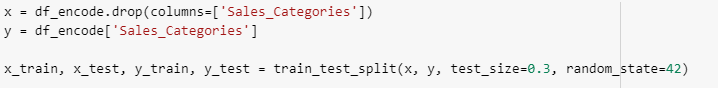 x = df_encode.drop(columns=['Sales_Categories'])
y = df_encode['Sales_Categories']
x_train, x_test, y_train, y_test = train_test_split(x, y, test_size=0.3, random_state=42)